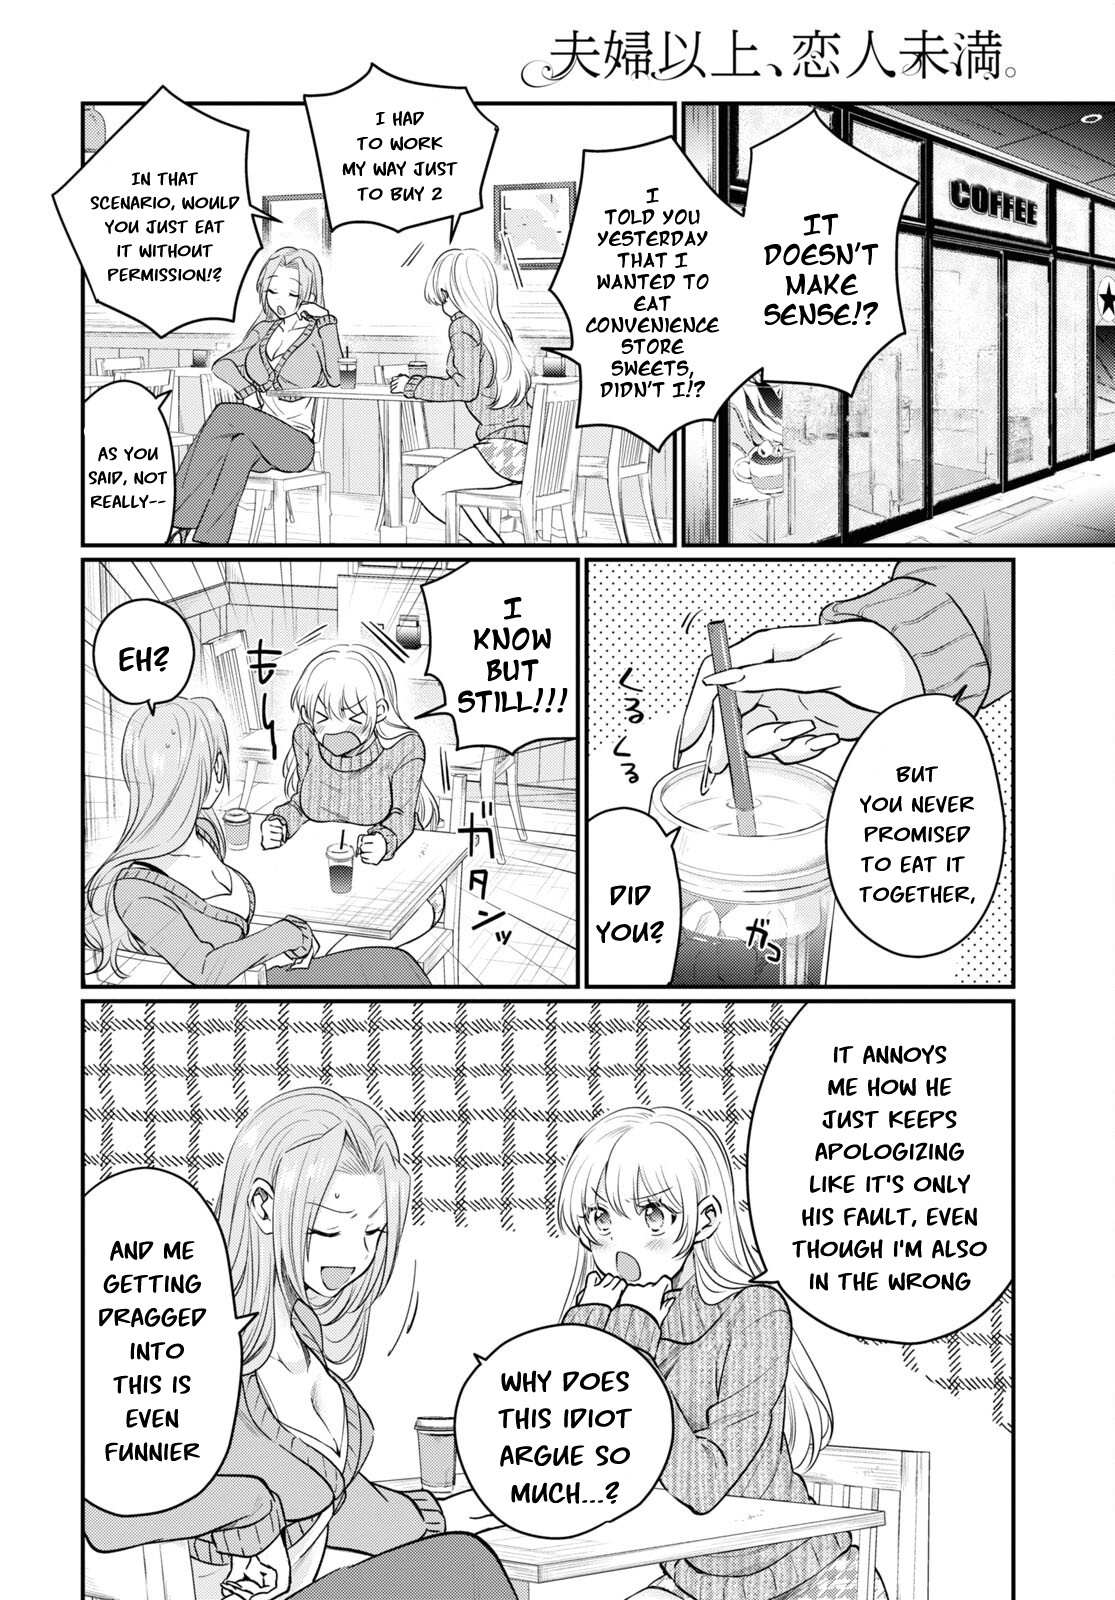 夫婦以上、恋人未満。
COFFEE
IT
DOESN'T
MAKE
SENSE!?
I
TOLD YOU
YESTERDAY
THAT I
WANTED TO
EAT
CONVENIENCE
STORE
SWEETS,
DIDN'T I!?
I HAD
TO WORK
MY WAY JUST
TO BUY 2
IN THAT
SCENARIO, WOULD
YOU JUST EAT
IT WITHOUT
PERMISSION!?
AS YOU
SAID, NOT
REALLY--
BUT
YOU NEVER
PROMISED
TO EAT IT
TOGETHER,
くるくる
DID
YOU?
ガコ
I
KNOW
BUT
STILL!!!
もー
EH?
ガタンッ
IT ANNOYS
ME HOW HE
JUST KEEPS
APOLOGIZING
LIKE IT'S ONLY
HIS FAULT, EVEN
THOUGH I'M ALSO
IN THE WRONG
WHY DOES
THIS IDIOT
ARGUE SO
MUCH...?
AND ME
GETTING
DRAGGED
INTO
THIS IS
EVEN
FUNNIER